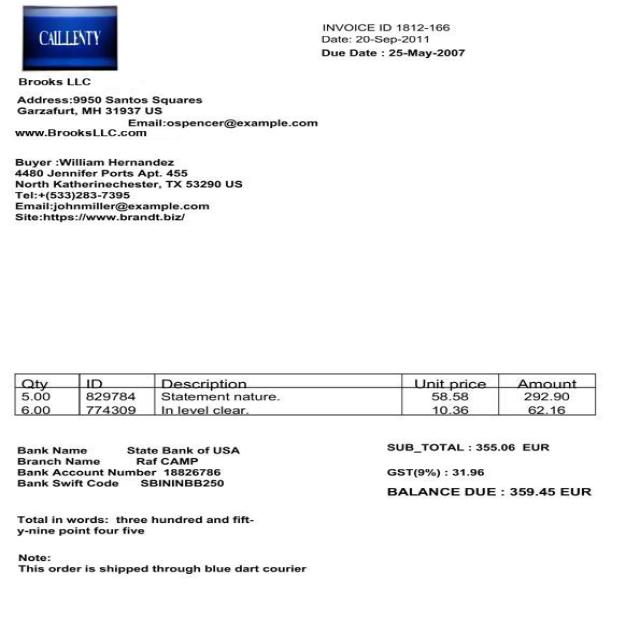 CAILLENTY
INVOICE ID 1812-166
Date: 20-Sep-2011
Due Date : 25-May-2007
Brooks LLC
Address:9950 Santos Squares
Garzafurt, MH 31937 US
Email:ospencer@example.com
www.BrooksLLC.com
Buyer :William Hernandez
4480 Jennifer Ports Apt. 455
North Katherinechester, TX 53290 US
Tel:+(533)283-7395
Email:johnmiller@example.com
Site:https://www.brandt.biz/
Qty ID Description Unit price Amount
5.00 829784 Statement nature. 58.58 292.90
6.00 774309 In level clear. 10.36 62.16
Bank Name State Bank of USA
Branch Name Raf CAMP
Bank Account Number 18826786
Bank Swift Code SBININBB250
SUB_TOTAL : 355.06 EUR
GST(9%) : 31.96
BALANCE DUE : 359.45 EUR
Total in words: three hundred and fift-
y-nine point four five
Note:
This order is shipped through blue dart courier